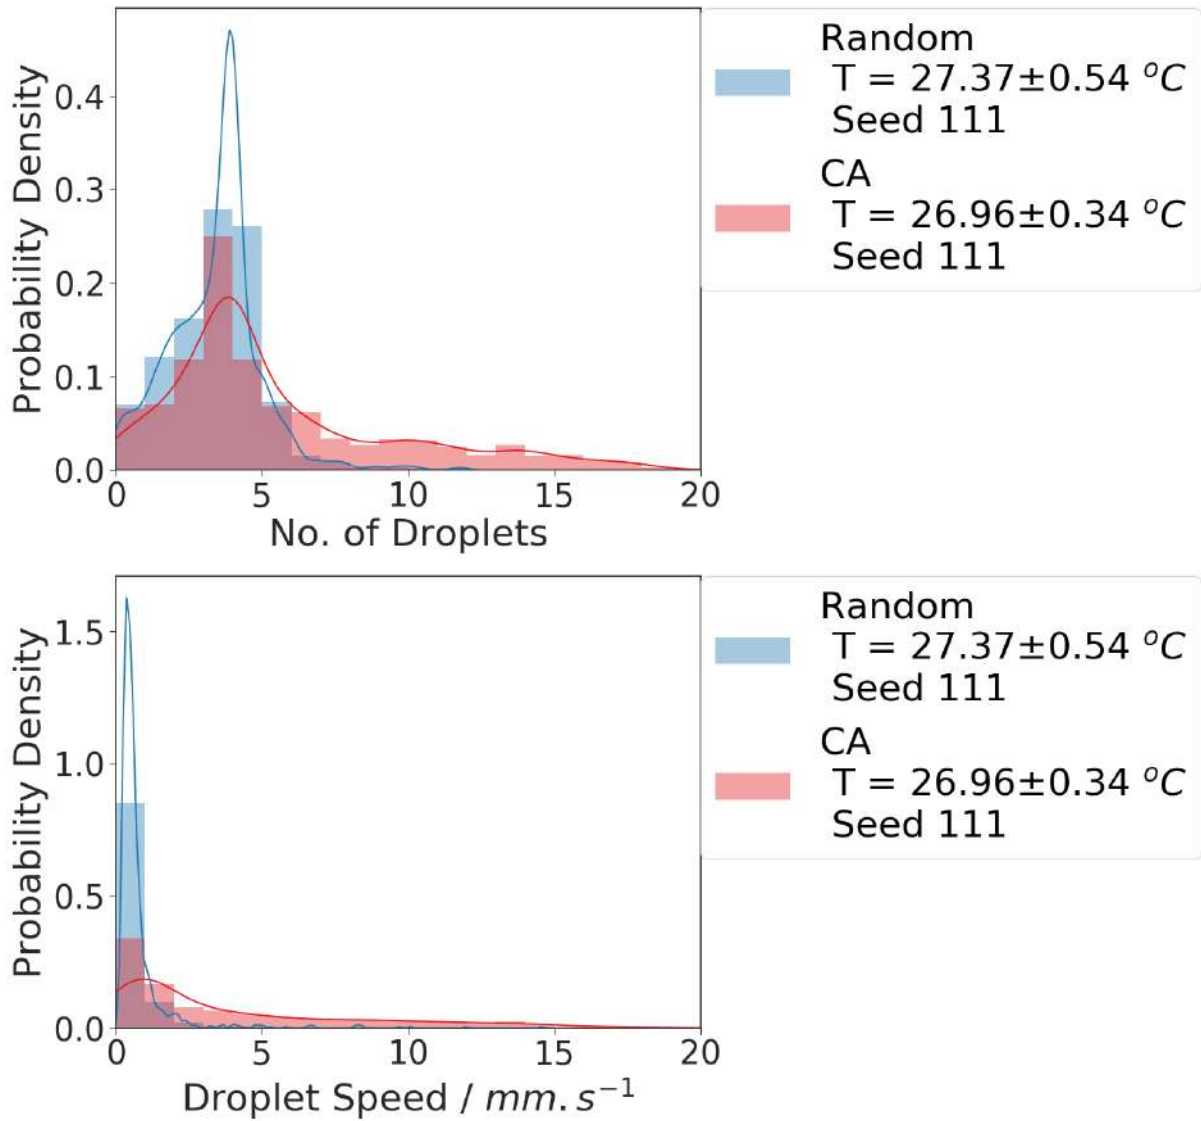 Probability Density
0.4
0.3
0.2
0.1
0.0
0 5 10 15 20
No. of Droplets
Random
T = 27.37±0.54 °C
Seed 111
CA
T = 26.96±0.34 °C
Seed 111
Probability Density
1.5
1.0
0.5
0.0
0 5 10 15 20
Droplet Speed / mm. s⁻¹
Random
T = 27.37±0.54 °C
Seed 111
CA
T = 26.96±0.34 °C
Seed 111